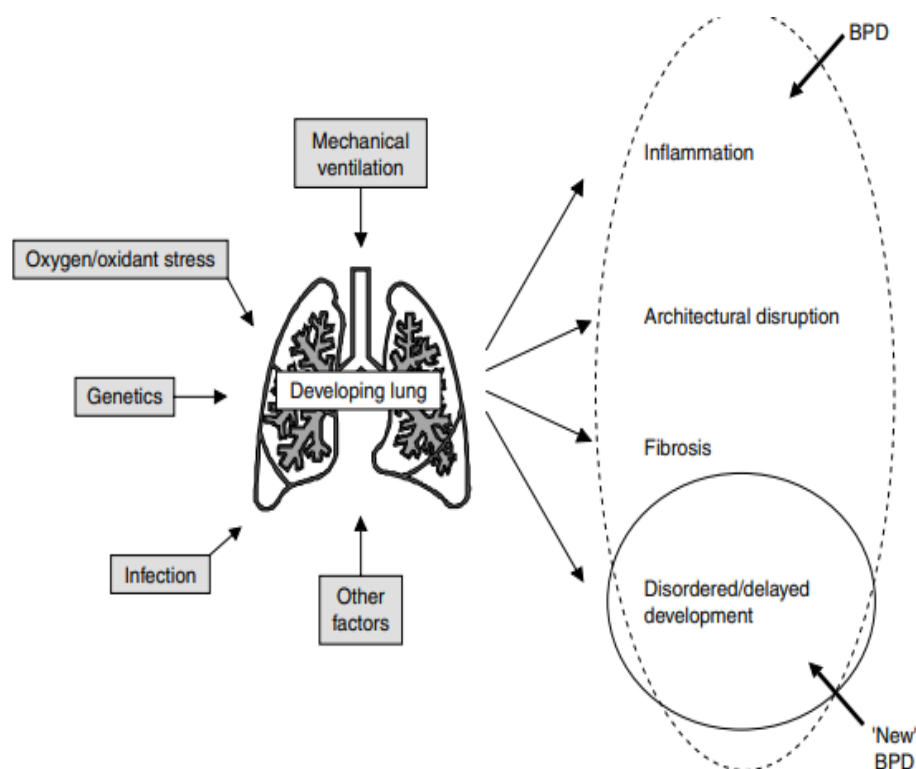 BPD
Mechanical
ventilation
Inflammation
Oxygen/oxidant stress
Architectural disruption
Genetics
Developing lung
Fibrosis
Infection
Other
factors
Disordered/delayed
development
'New'
BPD